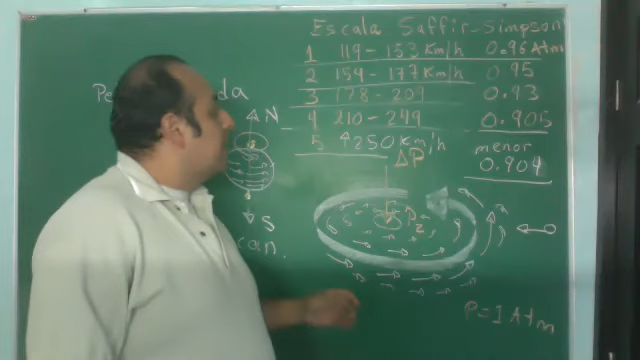 Escala Saffir-Simpson
1 119-153 Km/h 0.96 Atm
2 154-177 Km/h 0.95
3 178-209 0.93
4 210-249 0.905
5 250 Km/h menor
0.904
ΔP
N
S
P2
P=1 Atm